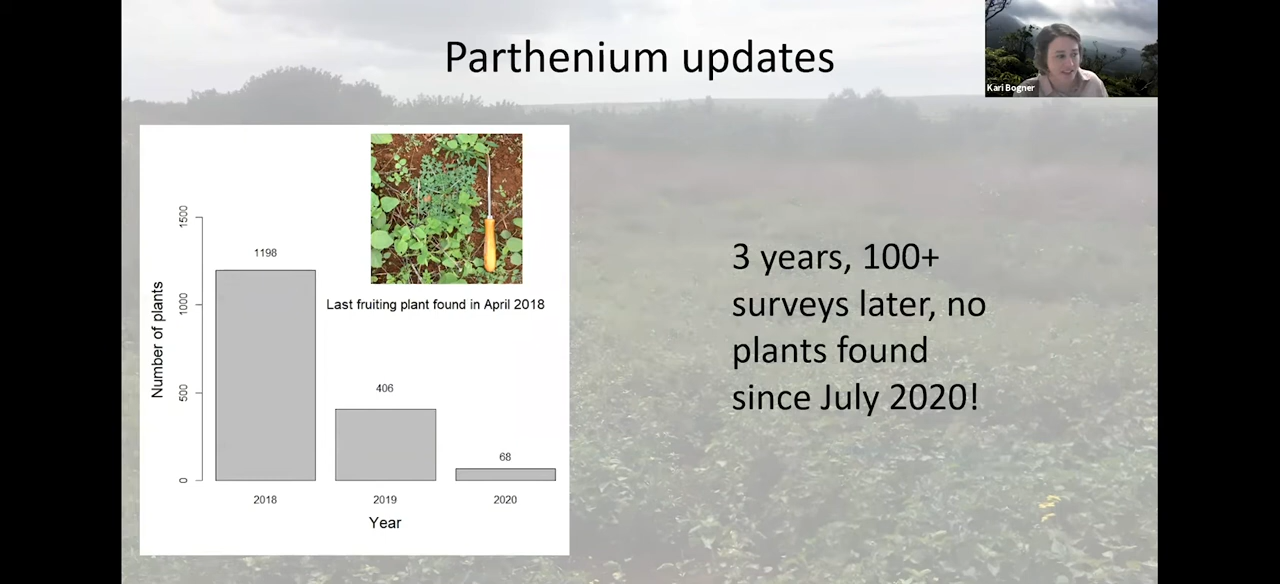 Parthenium updates
Kari Bogner
1500
1000
500
0
Number of plants
1198
406
68
Last fruiting plant found in April 2018
2018
2019
2020
Year
3 years, 100+
surveys later, no
plants found
since July 2020!